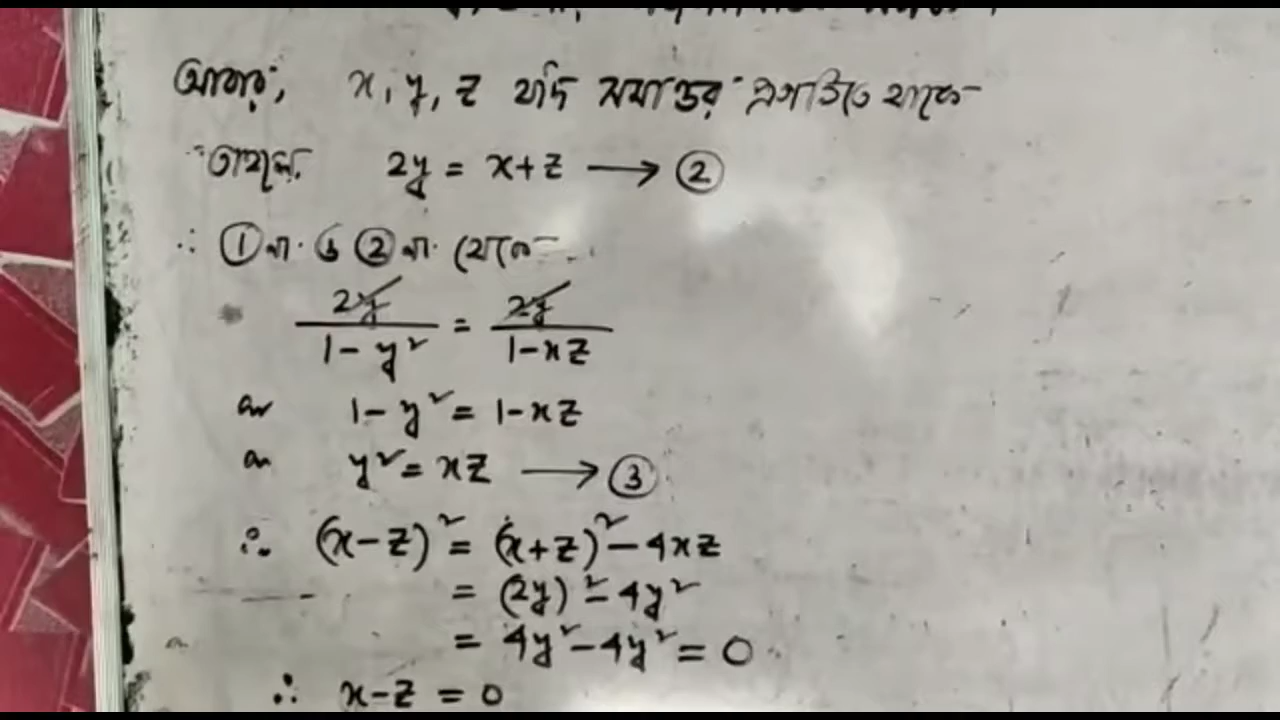 আবার, x, y, z যদি সমান্তর প্রগতিতে থাকে
তাহলে 2y = x+z ⟶ ②
∴ ① নং ও ② নং থেকে
2y / 1-y² = 2y / 1-xz
বা 1-y² = 1-xz
বা y² = xz ⟶ ③
∴ (x-z)² = (x+z)² - 4xz
= (2y)² - 4y²
= 4y² - 4y² = 0
∴ x-z = 0